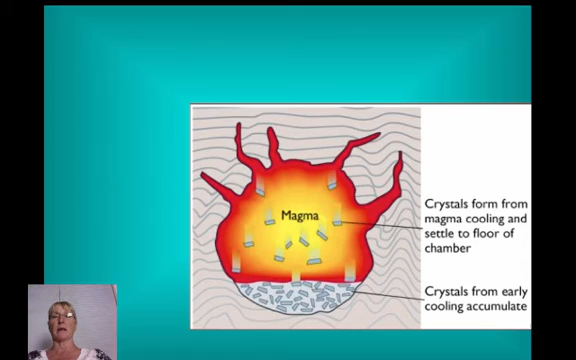 Magma
Crystals form from
magma cooling and
settle to floor of
chamber
Crystals from early
cooling accumulate